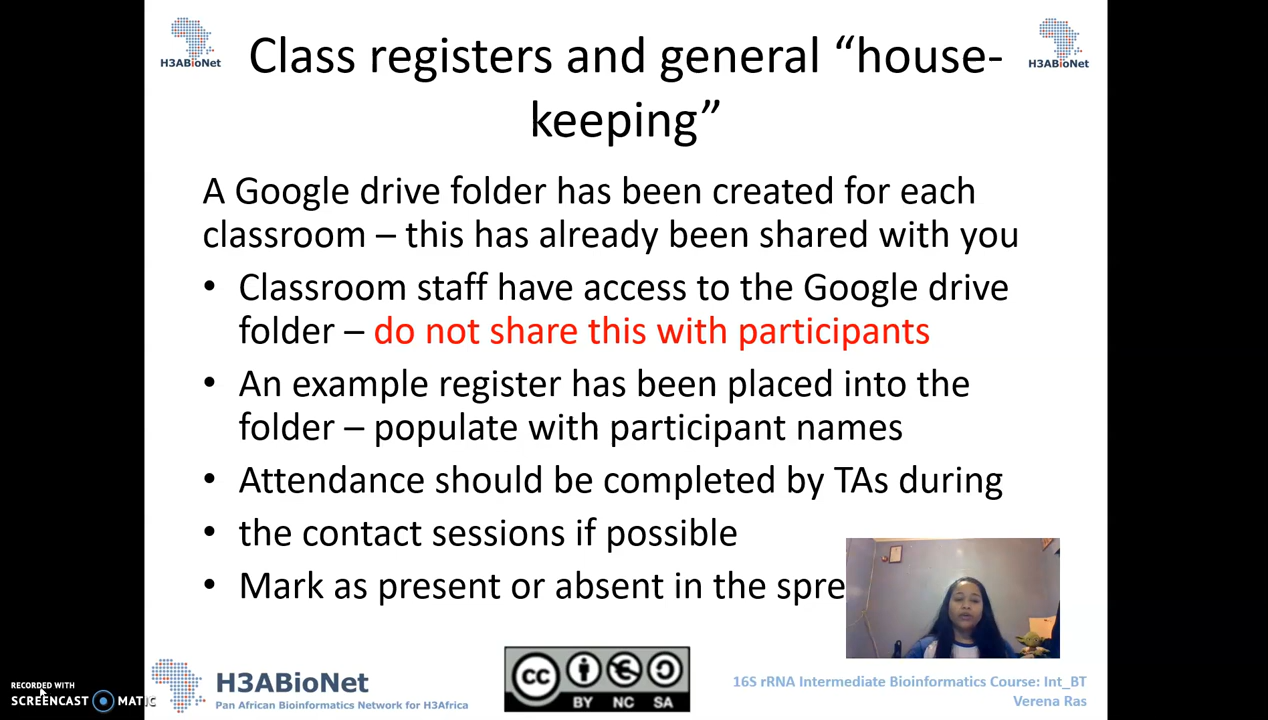 H3ABioNet
H3ABioNet
Class registers and general “house-
keeping”
A Google drive folder has been created for each
classroom – this has already been shared with you
• Classroom staff have access to the Google drive
folder – do not share this with participants
• An example register has been placed into the
folder – populate with participant names
• Attendance should be completed by TAs during
• the contact sessions if possible
• Mark as present or absent in the spre
RECORDED WITH
SCREENCAST MATIC
H3ABioNet
Pan African Bioinformatics Network for H3Africa
cc
BY NC SA
16S rRNA Intermediate Bioinformatics Course: Int_BT
Verena Ras